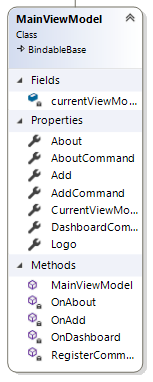 MainViewModel
Class
BindableBase
Fields
currentViewMo...
Properties
About
AboutCommand
Add
AddCommand
CurrentViewMo...
DashboardCom...
Logo
Methods
MainViewModel
OnAbout
OnAdd
OnDashboard
RegisterComm...